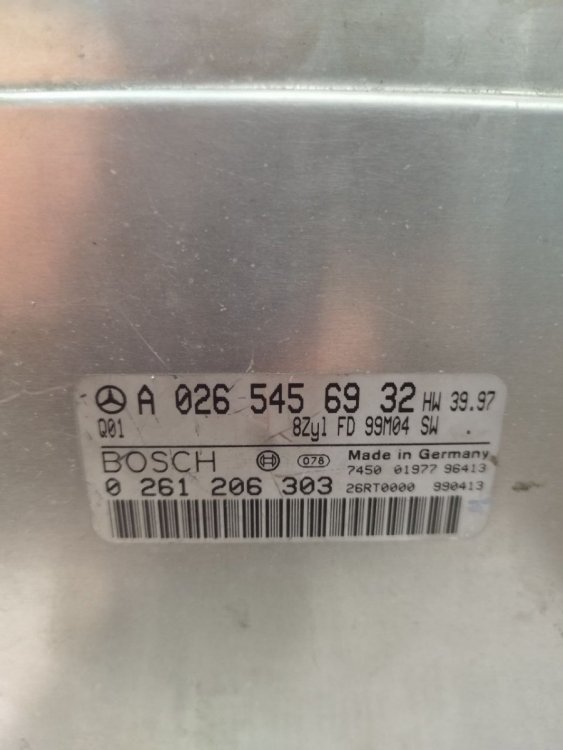 A 026 545 69 32 HW 39.97
Q01 8Zyl FD 99M04 SW .
BOSCH 078 Made in Germany
7450 01977 96413
0 261 206 303 26RT0000 990413